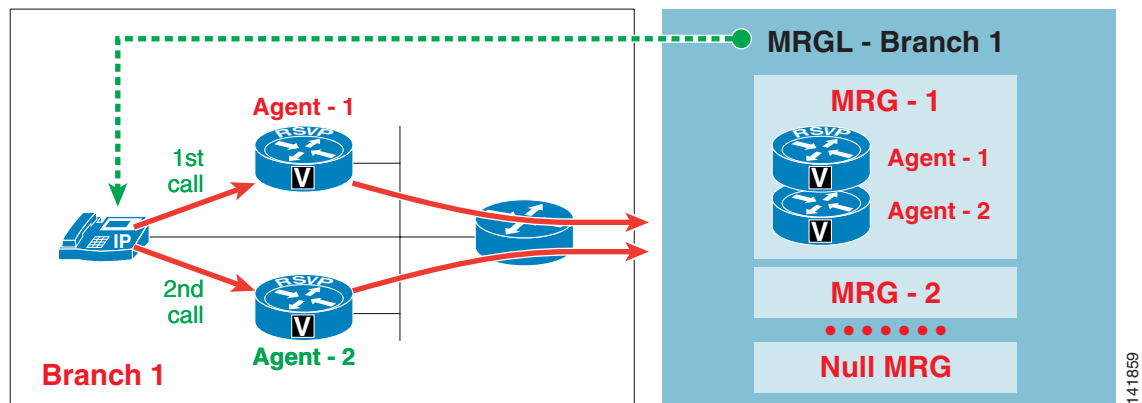 MRGL - Branch 1
MRG - 1
Agent - 1
RSVP
V
1st
call
RSVP
Agent - 1
V
Agent - 2
IP
2nd
call
RSVP
V
Agent - 2
MRG - 2
Null MRG
Branch 1
141859